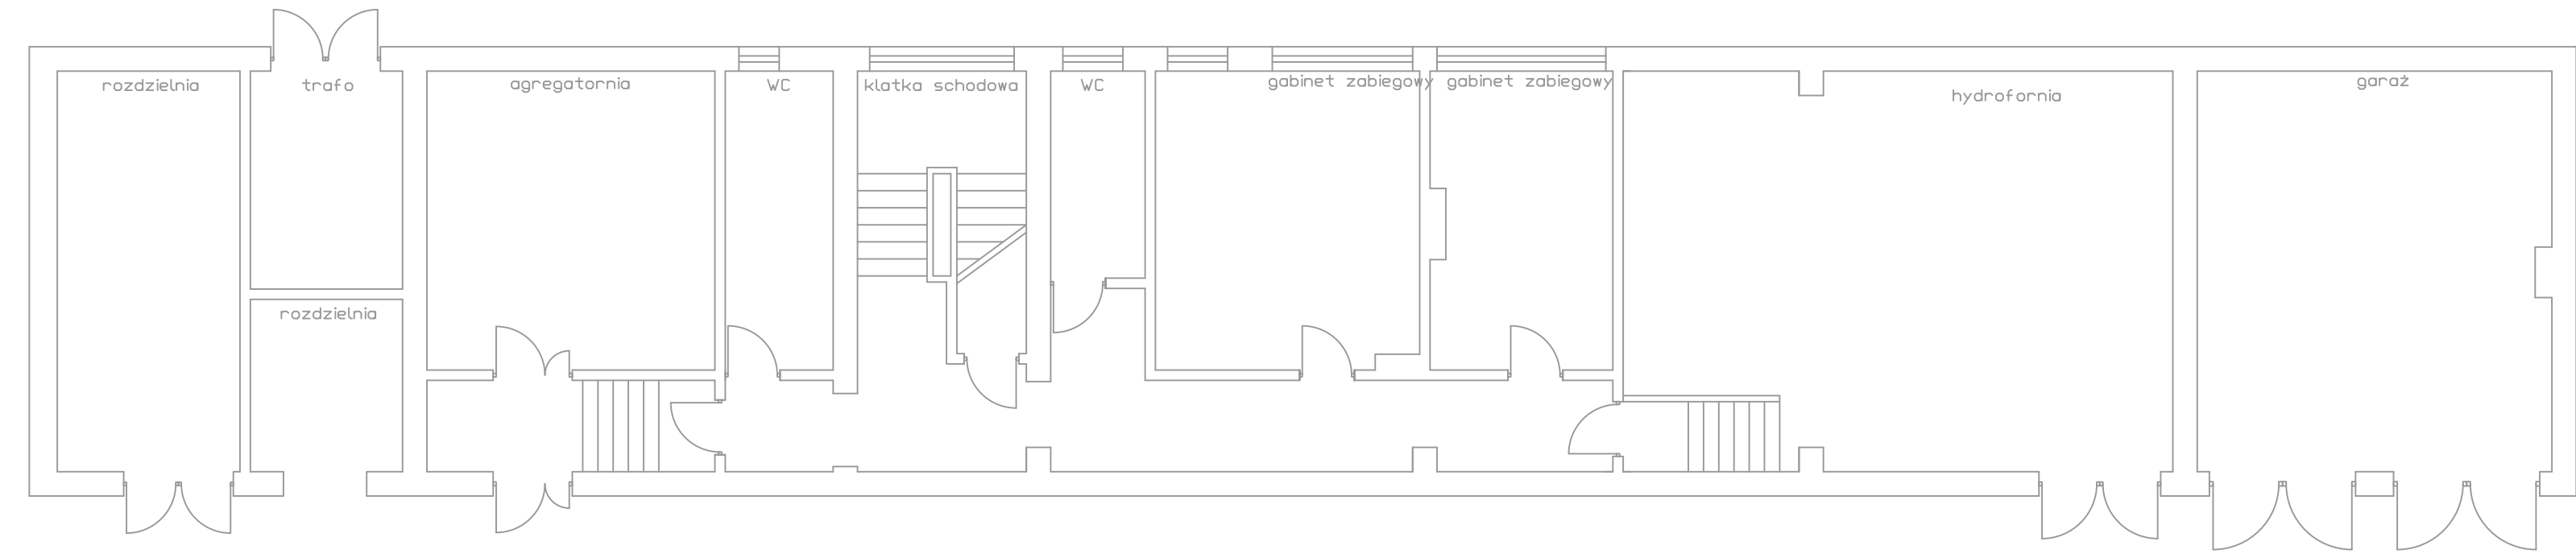 rozdzielnia
trafo
agregatornia
WC
klatka schodowa
WC
gabinet zabiegowy
gabinet zabiegowy
hydrofornia
garaż
rozdzielnia